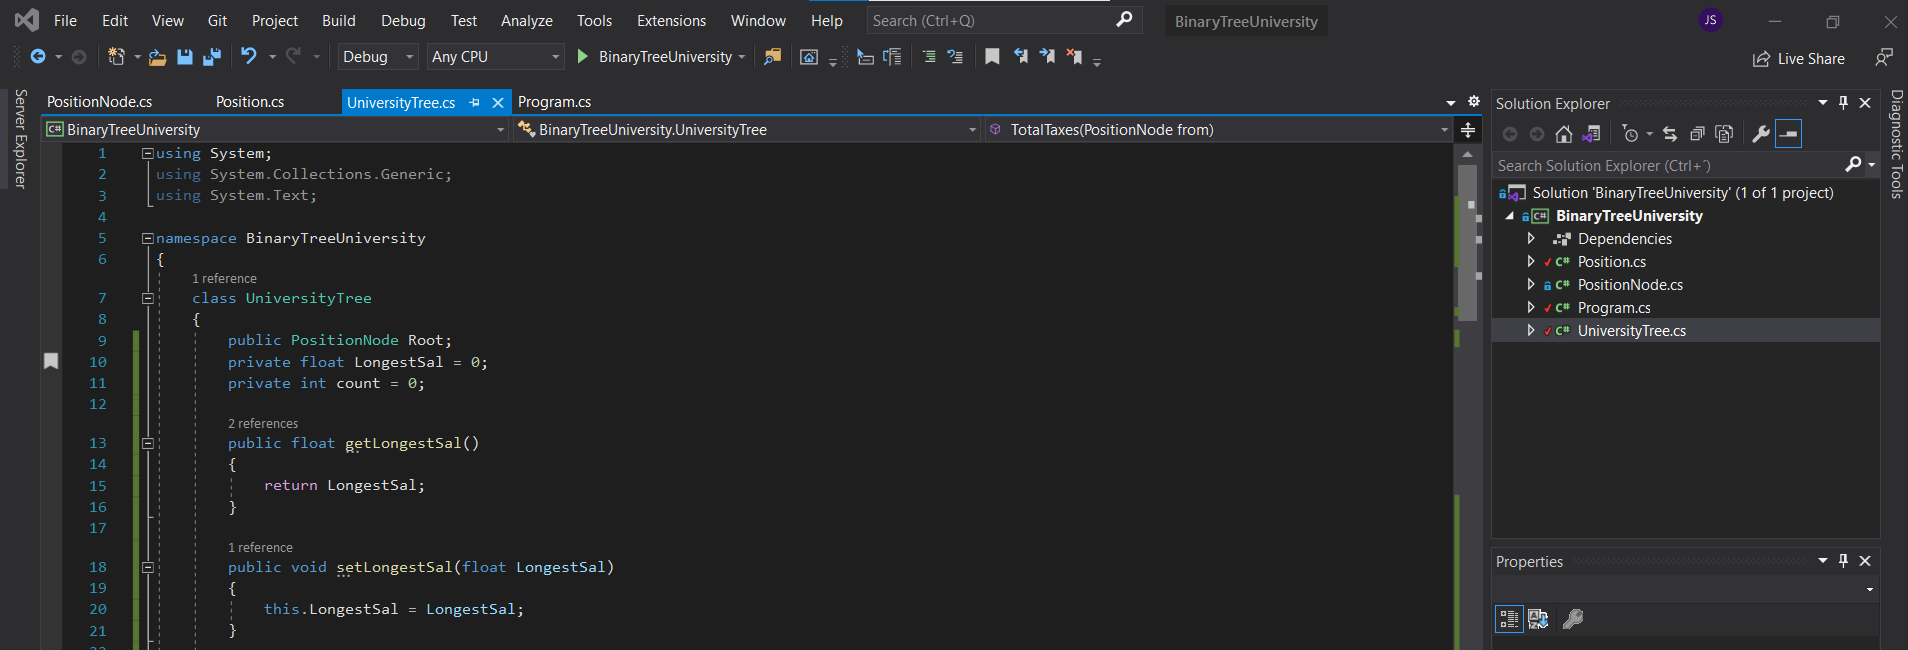 File Edit View Git Project Build Debug Test Analyze Tools Extensions Window Help Search (Ctrl+Q) BinaryTreeUniversity JS
Debug Any CPU BinaryTreeUniversity Live Share
Server Explorer
PositionNode.cs Position.cs UniversityTree.cs Program.cs
C# BinaryTreeUniversity BinaryTreeUniversity.UniversityTree TotalTaxes(PositionNode from)
1 using System;
2 using System.Collections.Generic;
3 using System.Text;
4
5 namespace BinaryTreeUniversity
6 {
1 reference
7 class UniversityTree
8 {
9 public PositionNode Root;
10 private float LongestSal = 0;
11 private int count = 0;
12
2 references
13 public float getLongestSal()
14 {
15 return LongestSal;
16 }
17
1 reference
18 public void setLongestSal(float LongestSal)
19 {
20 this.LongestSal = LongestSal;
21 }
Solution Explorer
Search Solution Explorer (Ctrl+´)
Solution 'BinaryTreeUniversity' (1 of 1 project)
C# BinaryTreeUniversity
Dependencies
C# Position.cs
C# PositionNode.cs
C# Program.cs
C# UniversityTree.cs
Properties
Diagnostic Tools